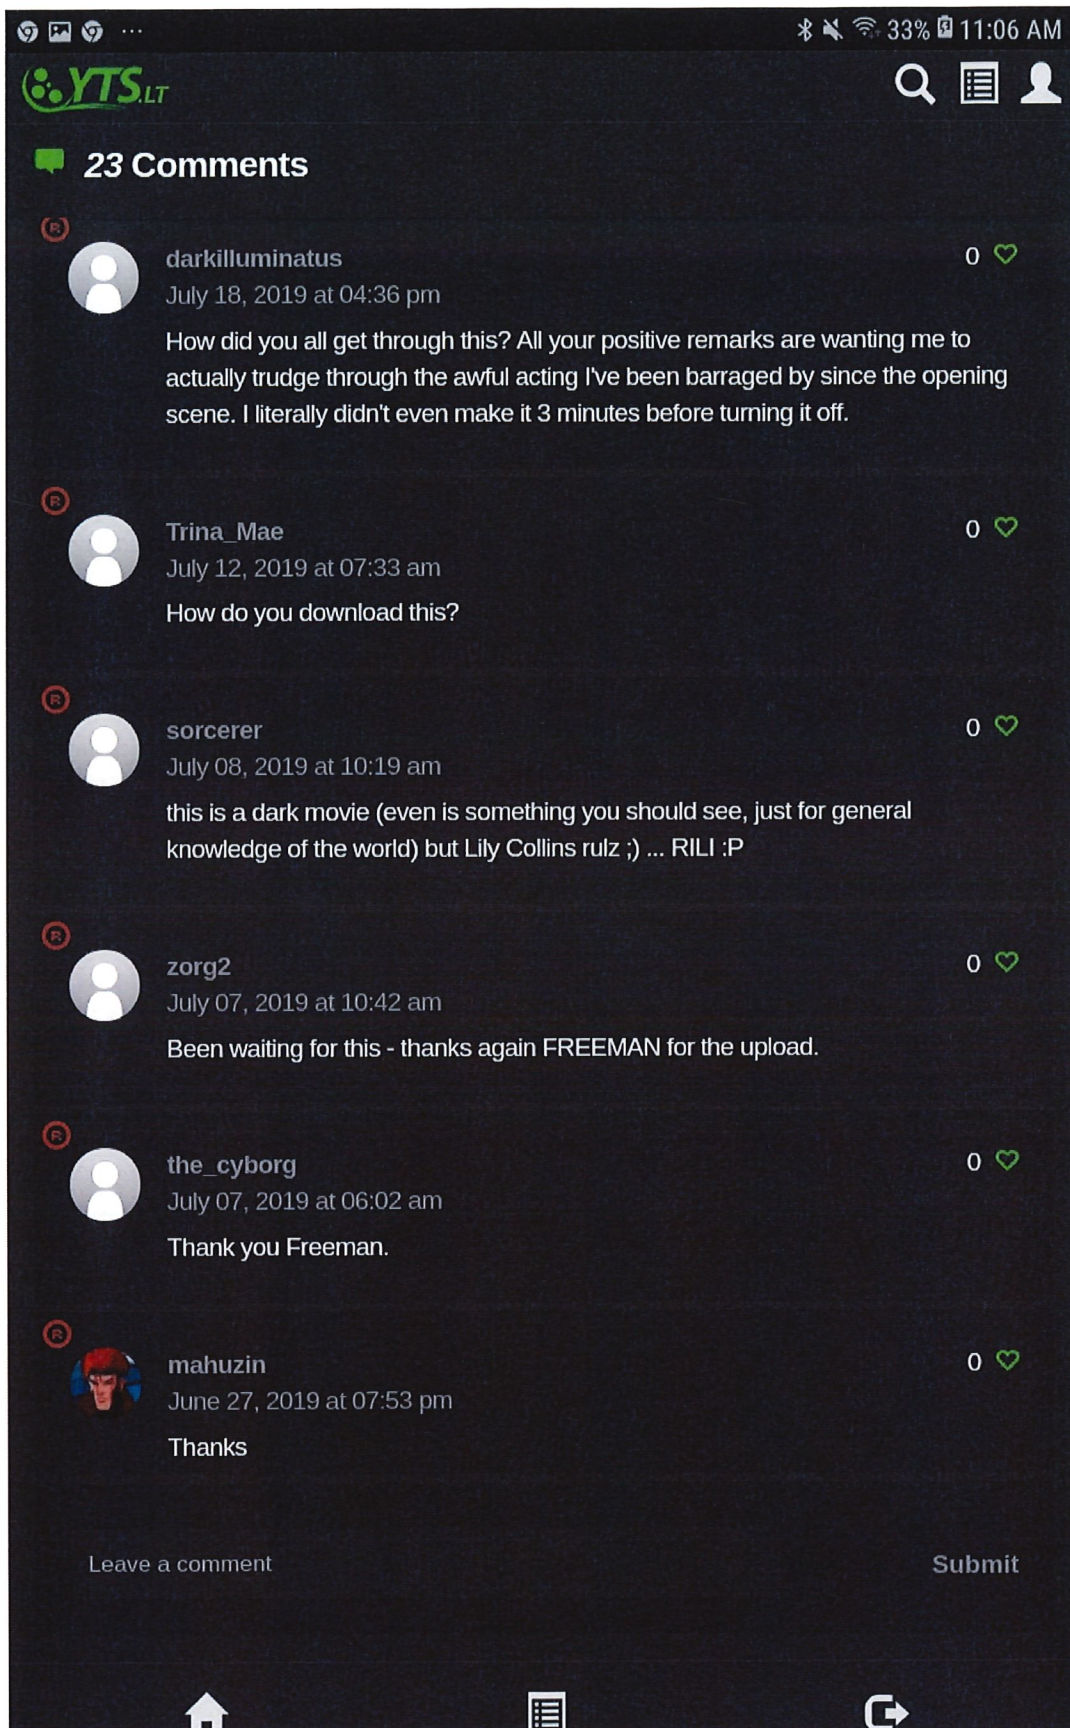 33% 11:06 AM
YTS.LT
23 Comments
R
darkilluminatus
0
July 18, 2019 at 04:36 pm
How did you all get through this? All your positive remarks are wanting me to
actually trudge through the awful acting I've been barraged by since the opening
scene. I literally didn't even make it 3 minutes before turning it off.
R
Trina_Mae
0
July 12, 2019 at 07:33 am
How do you download this?
R
sorcerer
0
July 08, 2019 at 10:19 am
this is a dark movie (even is something you should see, just for general
knowledge of the world) but Lily Collins rulz ;) ... RILI :P
R
zorg2
0
July 07, 2019 at 10:42 am
Been waiting for this - thanks again FREEMAN for the upload.
R
the_cyborg
0
July 07, 2019 at 06:02 am
Thank you Freeman.
R
mahuzin
0
June 27, 2019 at 07:53 pm
Thanks
Leave a comment
Submit